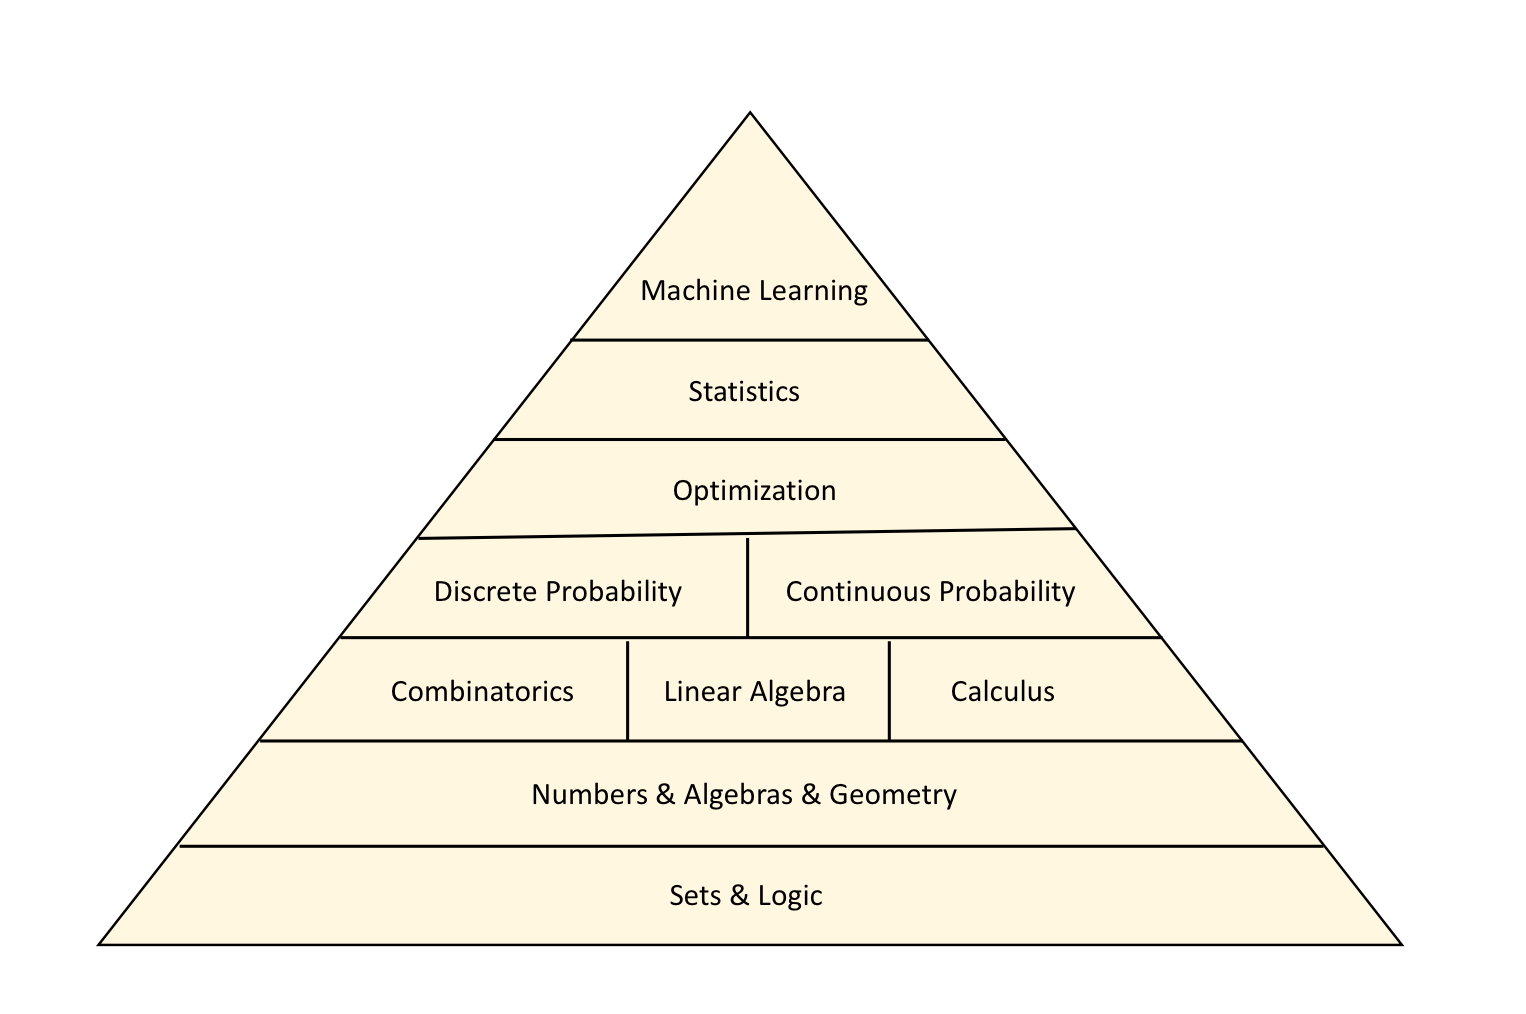 Machine Learning
Statistics
Optimization
Discrete Probability
Continuous Probability
Combinatorics
Linear Algebra
Calculus
Numbers & Algebras & Geometry
Sets & Logic